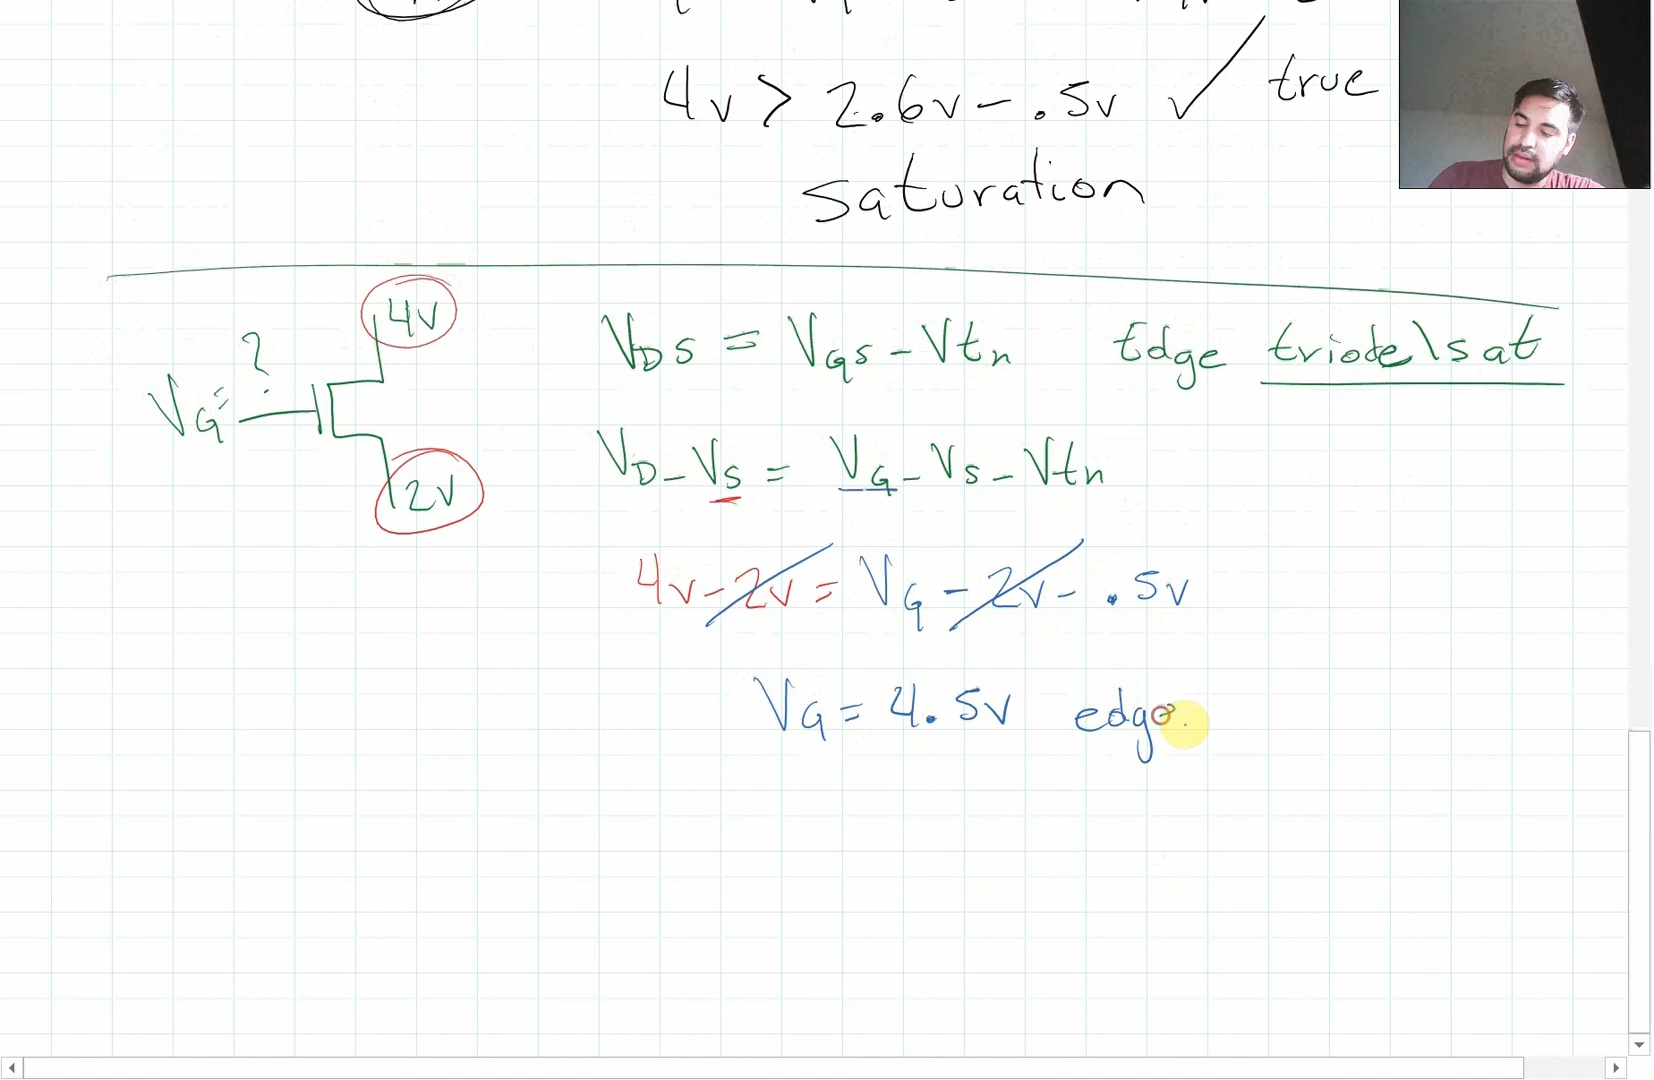 4v > 2.6v - .5v ✓ true
saturation
4v
VG = ?
2v
VDS = VGS - Vtn Edge triode\sat
VD - VS = VG - VS - Vtn
4v - 2v = VG - 2v - .5v
VG = 4.5v edge